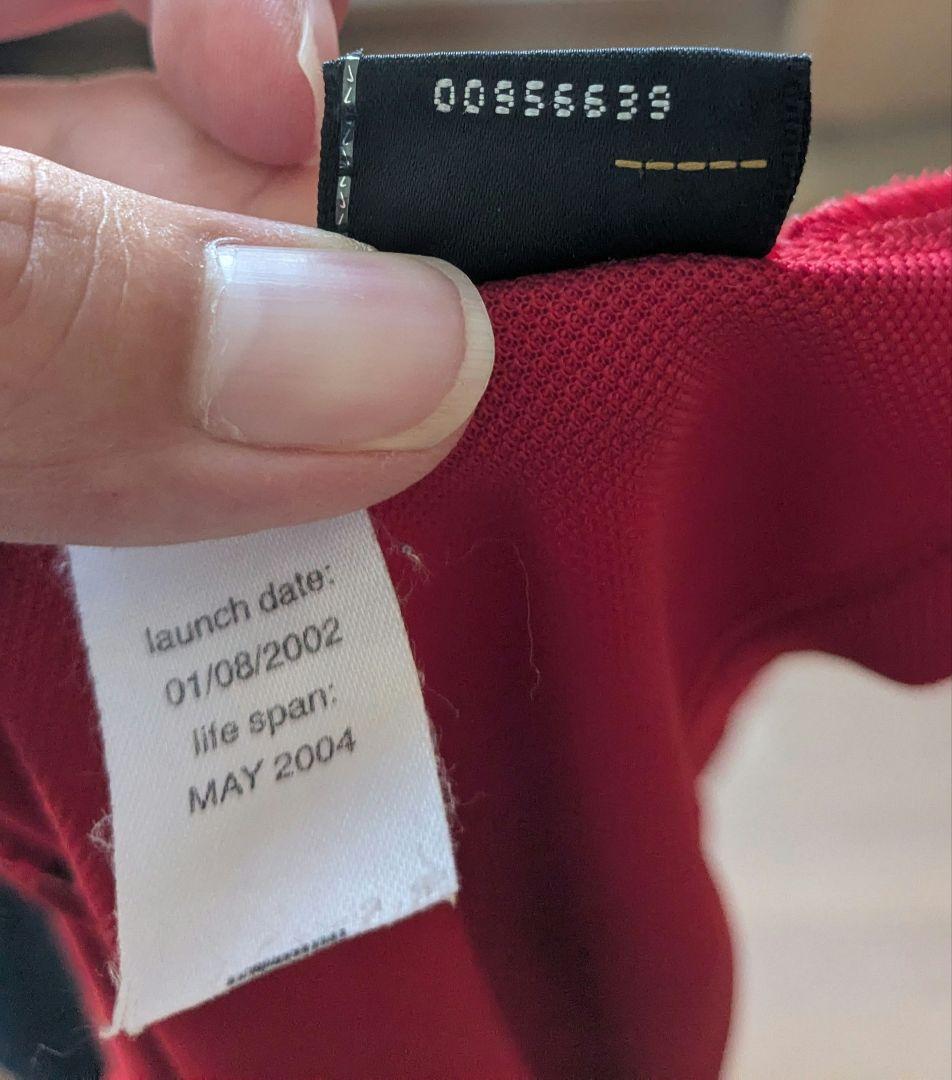 00956639
launch date:
01/08/2002
life span:
MAY 2004